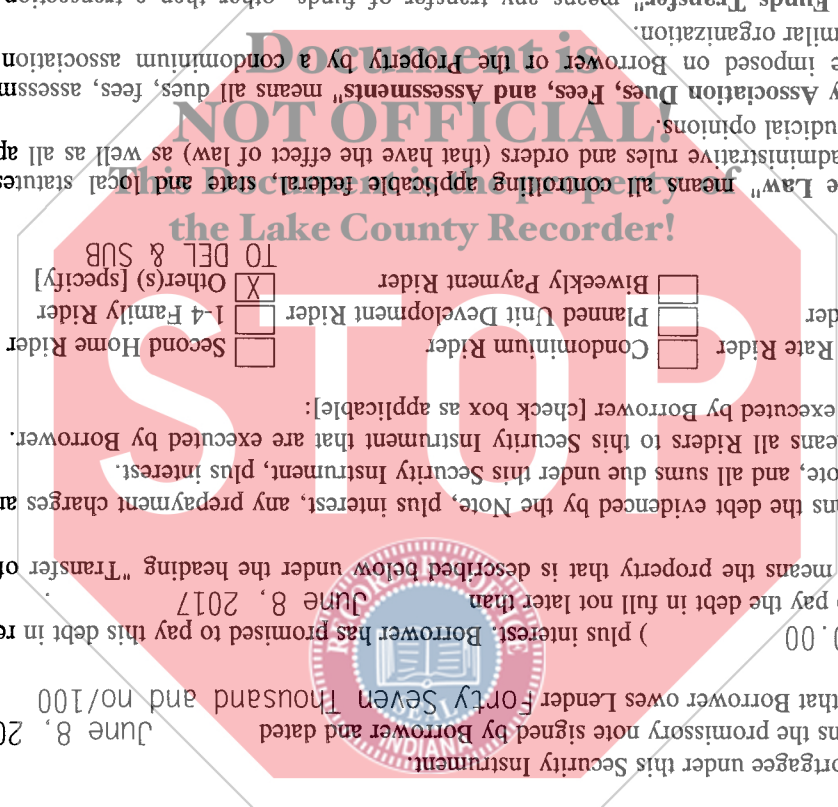 ortgagee under this Security Instrument.
ns the promissory note signed by Borrower and dated June 8, 20
that Borrower owes Lender Forty Seven Thousand and no/100
0.00 ) plus interest. Borrower has promised to pay this debt in re
pay the debt in full not later than June 8, 2017 .
means the property that is described below under the heading "Transfer of
ns the debt evidenced by the Note, plus interest, any prepayment charges an
ote, and all sums due under this Security Instrument, plus interest.
eans all Riders to this Security Instrument that are executed by Borrower.
executed by Borrower [check box as applicable]:
Rate Rider Condominium Rider Second Home Rider
der Planned Unit Development Rider 1-4 Family Rider
Biweekly Payment Rider X Other(s) [specify]
TO DEL & SUB
e Law" means all controlling applicable federal, state and local statutes
administrative rules and orders (that have the effect of law) as well as all ap
udicial opinions.
y Association Dues, Fees, and Assessments" means all dues, fees, assessm
e imposed on Borrower or the Property by a condominium association
milar organization.
Funds Transfer" means any transfer of funds, other than a transaction
Document is
NOT OFFICIAL!
This Document is the property of
the Lake County Recorder!
STOP
RECORDER'S OFFICE
SEAL
INDIANA